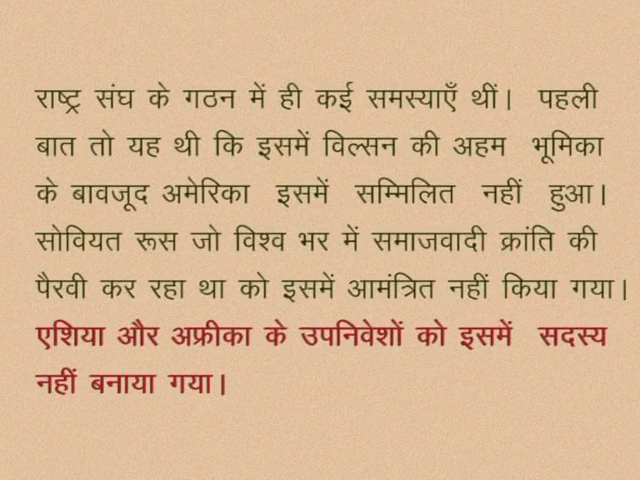 राष्ट्र संघ के गठन में ही कई समस्याएँ थीं। पहली
बात तो यह थी कि इसमें विल्सन की अहम भूमिका
के बावजूद अमेरिका इसमें सम्मिलित नहीं हुआ।
सोवियत रूस जो विश्व भर में समाजवादी क्रांति की
पैरवी कर रहा था को इसमें आमंत्रित नहीं किया गया।
एशिया और अफ्रीका के उपनिवेशों को इसमें सदस्य
नहीं बनाया गया।